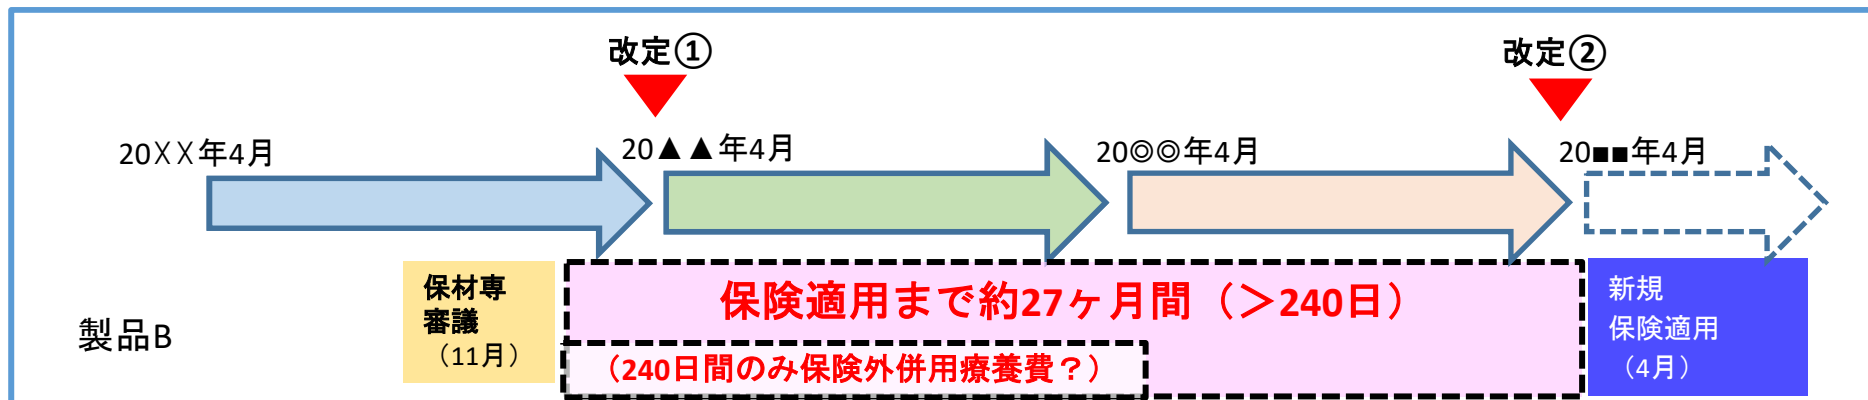 改定①
改定②
20XX年4月
20▲▲年4月
20◎◎年4月
20■■年4月
製品B
保材専
審議
（11月）
保険適用まで約27ヶ月間（＞240日）
（240日間のみ保険外併用療養費？）
新規
保険適用
（4月）